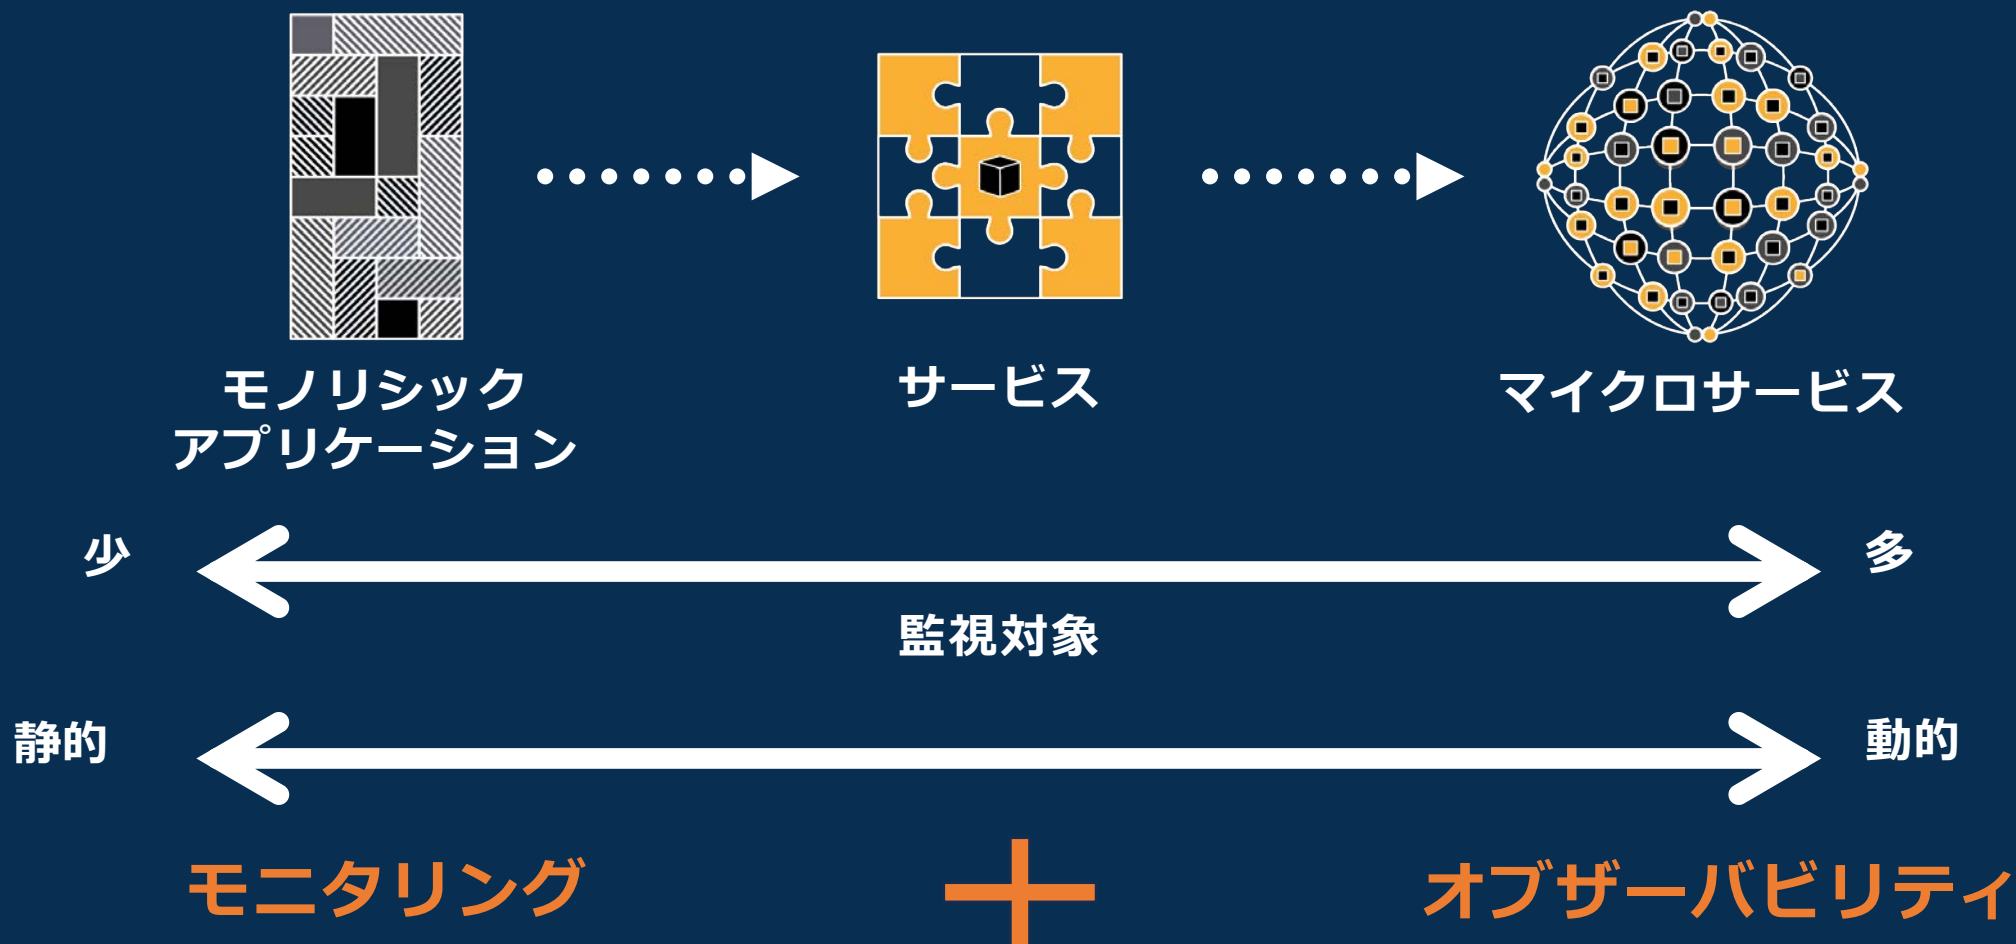 モノリシック
アプリケーション
サービス
マイクロサービス
少
多
監視対象
静的
動的
モニタリング
+
オブザーバビリティ